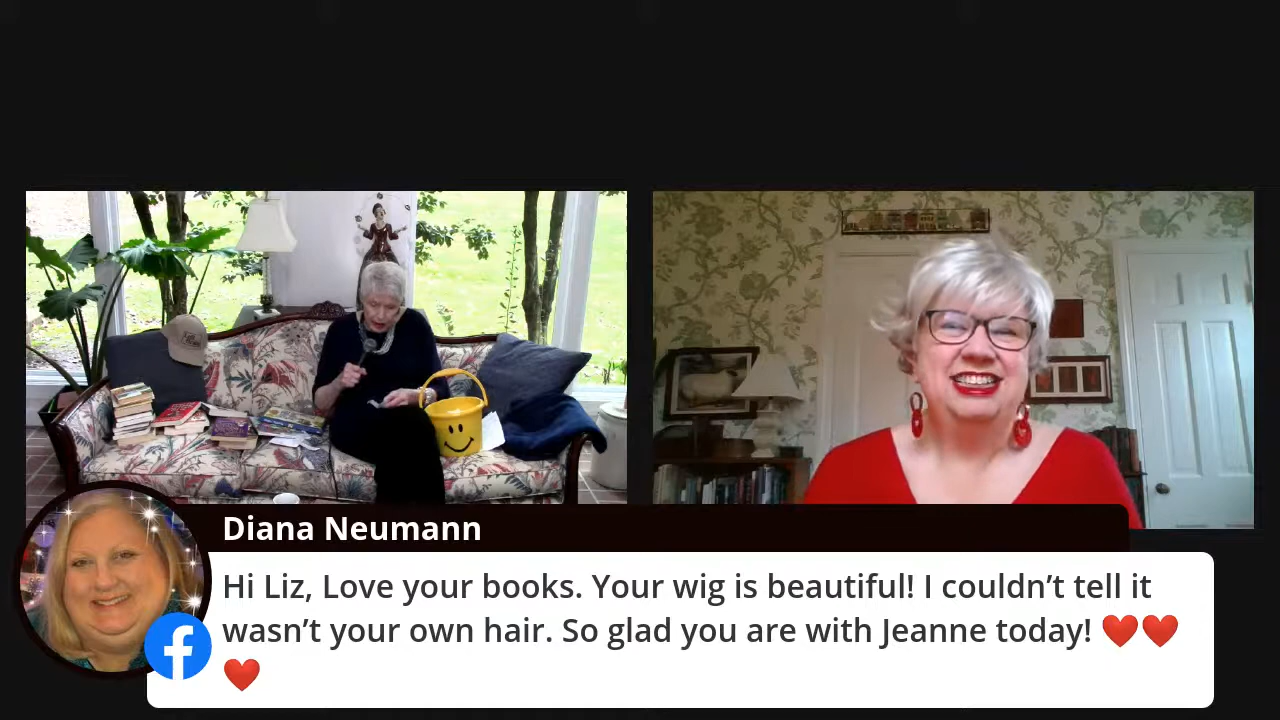 Diana Neumann
Hi Liz, Love your books. Your wig is beautiful! I couldn’t tell it
wasn’t your own hair. So glad you are with Jeanne today! ❤️❤️
❤️